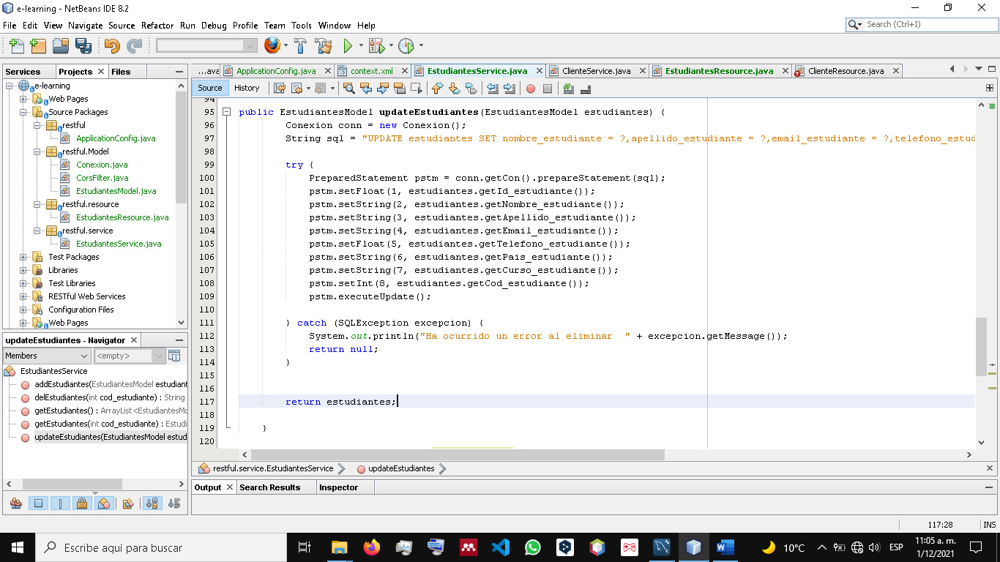 e-learning - NetBeans IDE 8.2
File Edit View Navigate Source Refactor Run Debug Profile Team Tools Window Help
Search (Ctrl+I)
Services Projects Files
e-learning
Web Pages
Source Packages
restful
ApplicationConfig.java
restful.Model
Conexion.java
CorsFilter.java
EstudiantesModel.java
restful.resource
EstudiantesResource.java
restful.service
EstudiantesService.java
Test Packages
Libraries
Test Libraries
RESTful Web Services
Configuration Files
Web Pages
updateEstudiantes - Navigator
Members <empty>
EstudiantesService
addEstudiantes(EstudiantesModel estudiant
delEstudiantes(int cod_estudiante) : String
getEstudiantes() : ArrayList<EstudiantesMo
getEstudiantes(int cod_estudiante) : Estudi
updateEstudiantes(EstudiantesModel estud
...ava ApplicationConfig.java context.xml EstudiantesService.java ClienteService.java EstudiantesResource.java ClienteResource.java
Source History
94
95 public EstudiantesModel updateEstudiantes(EstudiantesModel estudiantes) {
96 Conexion conn = new Conexion();
97 String sql = "UPDATE estudiantes SET nombre_estudiante = ?,apellido_estudiante = ?,email_estudiante = ?,telefono_estud
98
99 try {
100 PreparedStatement pstm = conn.getCon().prepareStatement(sql);
101 pstm.setFloat(1, estudiantes.getId_estudiante());
102 pstm.setString(2, estudiantes.getNombre_estudiante());
103 pstm.setString(3, estudiantes.getApellido_estudiante());
104 pstm.setString(4, estudiantes.getEmail_estudiante());
105 pstm.setFloat(5, estudiantes.getTelefono_estudiante());
106 pstm.setString(6, estudiantes.getPais_estudiante());
107 pstm.setString(7, estudiantes.getCurso_estudiante());
108 pstm.setInt(8, estudiantes.getCod_estudiante());
109 pstm.executeUpdate();
110
111 } catch (SQLException excepcion) {
112 System.out.println("Ha ocurrido un error al eliminar  " + excepcion.getMessage());
113 return null;
114 }
115
116
117 return estudiantes;
118
119 }
120
restful.service.EstudiantesService updateEstudiantes
Output Search Results Inspector
117:28 INS
Escribe aquí para buscar
10°C ESP 11:05 a. m.
1/12/2021